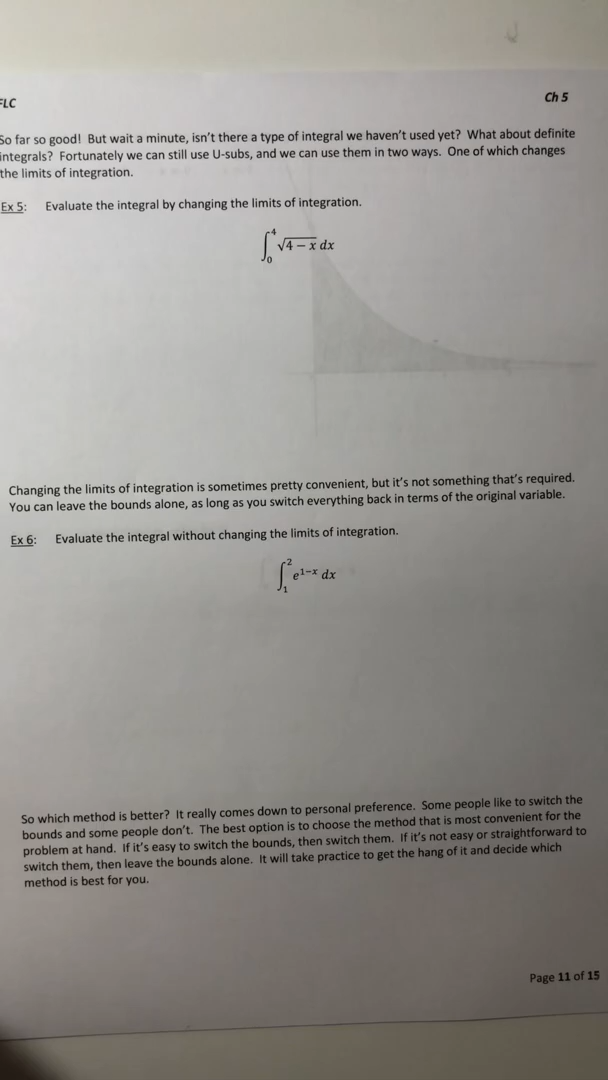 FLC
Ch 5
So far so good! But wait a minute, isn't there a type of integral we haven't used yet? What about definite
integrals? Fortunately we can still use U-subs, and we can use them in two ways. One of which changes
the limits of integration.
Ex 5: Evaluate the integral by changing the limits of integration.
∫₀⁴ √(4 − x) dx
Changing the limits of integration is sometimes pretty convenient, but it's not something that's required.
You can leave the bounds alone, as long as you switch everything back in terms of the original variable.
Ex 6: Evaluate the integral without changing the limits of integration.
∫₁² e¹⁻ˣ dx
So which method is better? It really comes down to personal preference. Some people like to switch the
bounds and some people don't. The best option is to choose the method that is most convenient for the
problem at hand. If it's easy to switch the bounds, then switch them. If it's not easy or straightforward to
switch them, then leave the bounds alone. It will take practice to get the hang of it and decide which
method is best for you.
Page 11 of 15